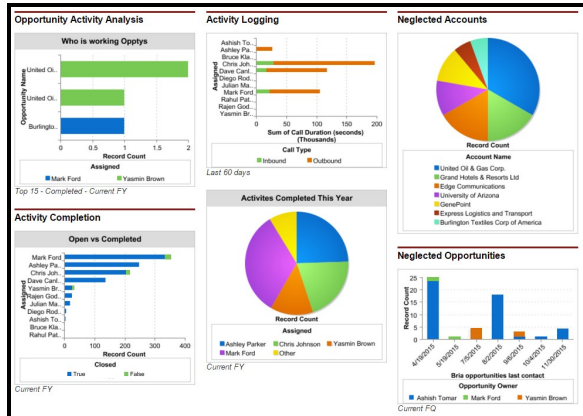 Opportunity Activity Analysis
Who is working Opptys
Opportunity Name
United Oi...
United Oi...
Burlingto...
0 0.5 1 1.5 2
Record Count
Assigned
Mark Ford Yasmin Brown
Top 15 - Completed - Current FY
Activity Completion
Open vs Completed
Assigned
Mark Ford
Ashley Pa..
Chris Joh...
Dave Canl...
Yasmin Br...
Rajen God...
Julian Ma...
Diego Rod...
Ashish To...
Bruce Kla...
Rahul Pat...
0 100 200 300 400
Record Count
Closed
True False
Current FY
Activity Logging
Assigned
Ashish To...
Ashley Pa..
Bruce Kla...
Chris Joh...
Dave Canl...
Diego Rod...
Julian Ma...
Mark Ford
Rahul Pat...
Rajen God...
Yasmin Br...
0 50 100 150 200
Sum of Call Duration (seconds)
(Thousands)
Call Type
Inbound Outbound
Last 60 days
Activites Completed This Year
Record Count
Assigned
Ashley Parker Chris Johnson Yasmin Brown
Mark Ford Other
Current FY
Neglected Accounts
Record Count
Account Name
United Oil & Gas Corp.
Grand Hotels & Resorts Ltd
Edge Communications
University of Arizona
GenePoint
Express Logistics and Transport
Burlington Textiles Corp of America
Neglected Opportunities
Record Count
25
20
15
10
5
0
4/19/2015 5/19/2015 7/5/2015 8/2/2015 9/6/2015 10/4/2015 11/30/2015
Bria opportunities last contact
Opportunity Owner
Ashish Tomar Mark Ford Yasmin Brown
Current FQ